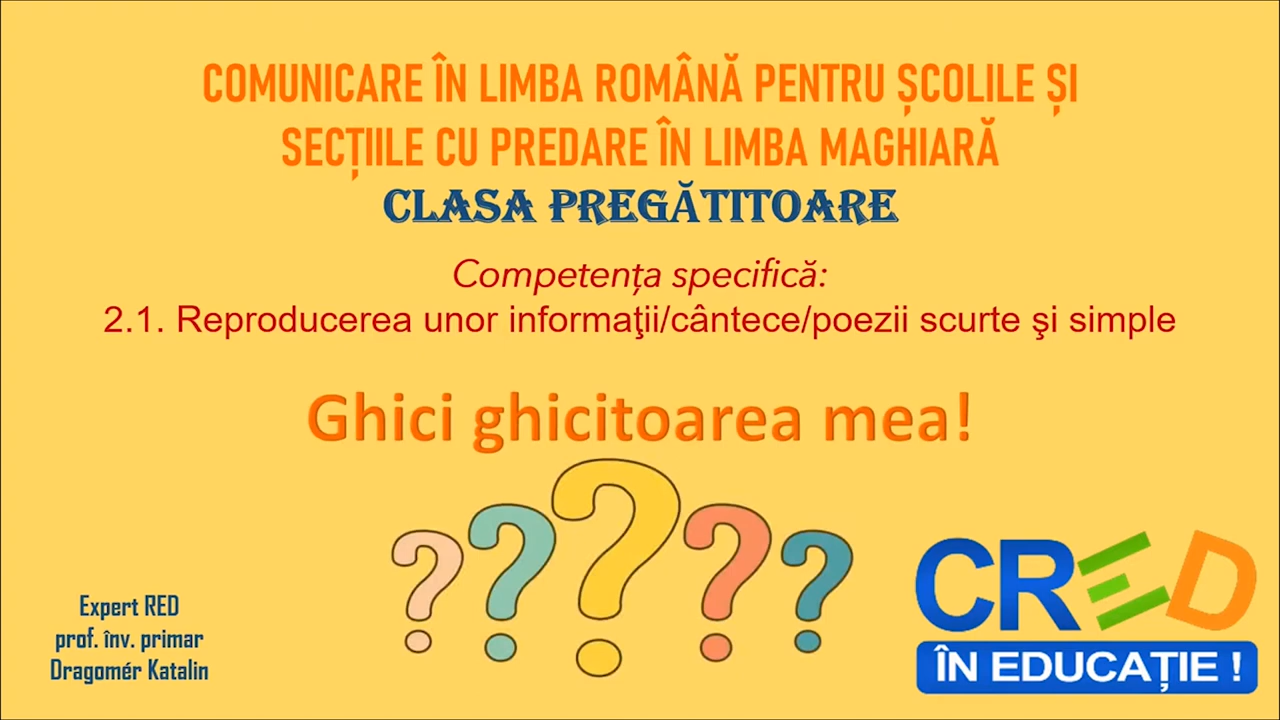 COMUNICARE ÎN LIMBA ROMÂNĂ PENTRU ȘCOLILE ȘI
SECȚIILE CU PREDARE ÎN LIMBA MAGHIARĂ
CLASA PREGĂTITOARE
Competența specifică:
2.1. Reproducerea unor informaţii/cântece/poezii scurte şi simple
Ghici ghicitoarea mea!
? ? ? ? ?
Expert RED
prof. înv. primar
Dragomér Katalin
CRED
ÎN EDUCAȚIE !